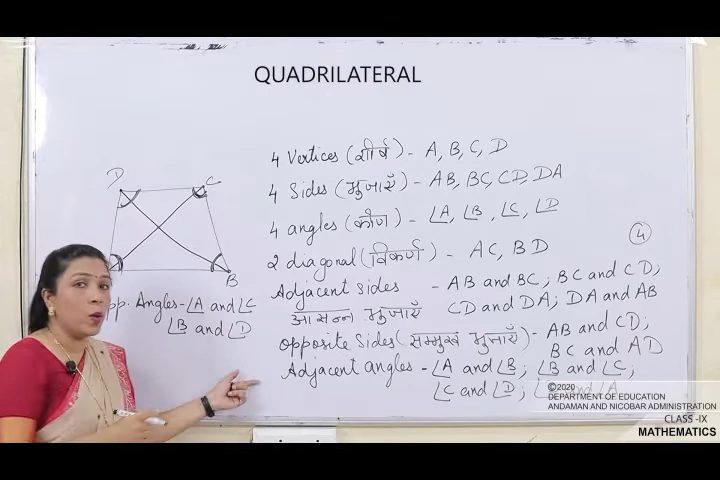 QUADRILATERAL
D
C
B
opp. Angles - ∠A and ∠C
∠B and ∠D
4 Vertices (शीर्ष) - A, B, C, D
4 Sides (भुजाएँ) - AB, BC, CD, DA
4 angles (कोण) - ∠A, ∠B, ∠C, ∠D
2 diagonal (विकर्ण) - AC, BD
④
Adjacent sides - AB and BC; BC and CD;
आसन्न भुजाएँ CD and DA; DA and AB
opposite Sides (सम्मुख भुजाएँ) - AB and CD;
BC and AD
Adjacent angles - ∠A and ∠B; ∠B and ∠C;
∠C and ∠D; and ∠A
©2020
DEPARTMENT OF EDUCATION
ANDAMAN AND NICOBAR ADMINISTRATION
CLASS -IX
MATHEMATICS